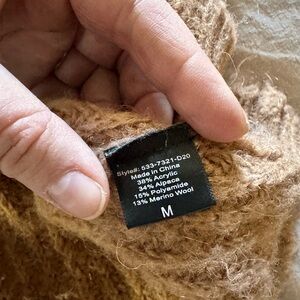 Style#: 533-7321-D20
Made in China
38% Acrylic
34% Alpaca
15% Polyamide
13% Merino Wool
M